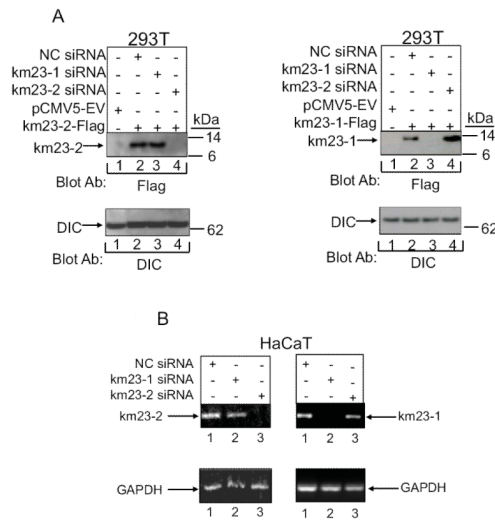 A
293T
NC siRNA - + - -
km23-1 siRNA - - + -
km23-2 siRNA - - - +
pCMV5-EV + - - -
km23-2-Flag - + + +
kDa
km23-2
14
6
1 2 3 4
Blot Ab: Flag
DIC
62
1 2 3 4
Blot Ab: DIC
293T
NC siRNA - + - -
km23-1 siRNA - - + -
km23-2 siRNA - - - +
pCMV5-EV + - - -
km23-1-Flag - + + +
kDa
km23-1
14
6
1 2 3 4
Blot Ab: Flag
DIC
62
1 2 3 4
Blot Ab: DIC
B
HaCaT
NC siRNA + - - + - -
km23-1 siRNA - + - - + -
km23-2 siRNA - - + - - +
km23-2 km23-1
1 2 3 1 2 3
GAPDH GAPDH
1 2 3 1 2 3